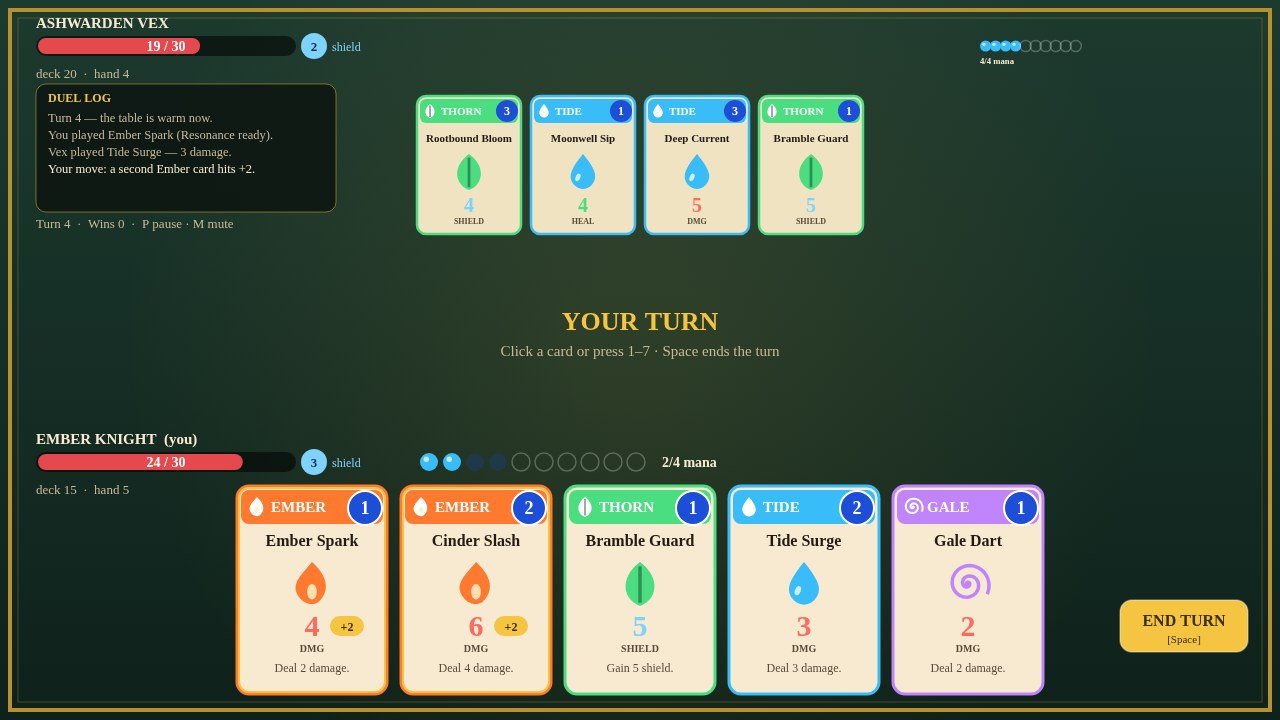 ASHWARDEN VEX
19 / 30
2 shield
4/4 mana
deck 20 · hand 4
DUEL LOG
Turn 4 — the table is warm now.
You played Ember Spark (Resonance ready).
Vex played Tide Surge — 3 damage.
Your move: a second Ember card hits +2.
Turn 4 · Wins 0 · P pause · M mute
THORN 3
Rootbound Bloom
4
SHIELD
TIDE 1
Moonwell Sip
4
HEAL
TIDE 3
Deep Current
5
DMG
THORN 1
Bramble Guard
5
SHIELD
YOUR TURN
Click a card or press 1–7 · Space ends the turn
EMBER KNIGHT (you)
24 / 30
3 shield
2/4 mana
deck 15 · hand 5
EMBER 1
Ember Spark
4 +2
DMG
Deal 2 damage.
EMBER 2
Cinder Slash
6 +2
DMG
Deal 4 damage.
THORN 1
Bramble Guard
5
SHIELD
Gain 5 shield.
TIDE 2
Tide Surge
3
DMG
Deal 3 damage.
GALE 1
Gale Dart
2
DMG
Deal 2 damage.
END TURN
[Space]